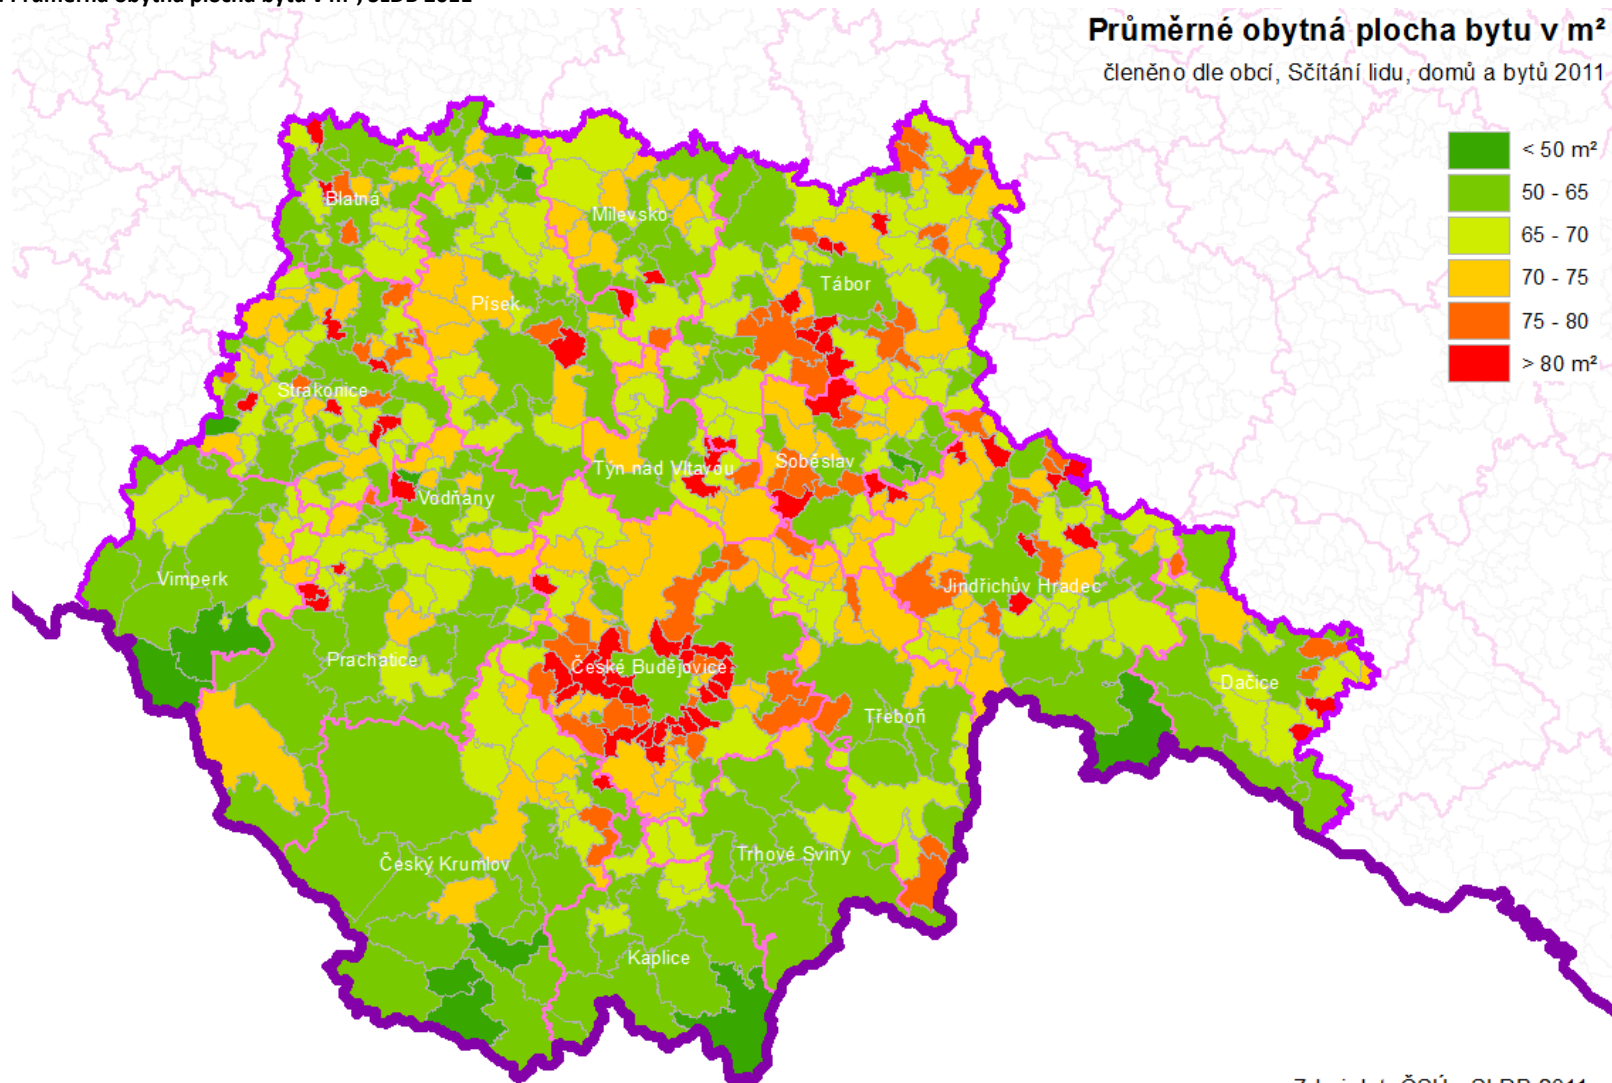 Průměrné obytná plocha bytu v m²
členěno dle obcí, Sčítání lidu, domů a bytů 2011
< 50 m²
50 - 65
65 - 70
70 - 75
75 - 80
> 80 m²
Blatná
Milevsko
Tábor
Písek
Strakonice
Týn nad Vltavou
Soběslav
Vodňany
Vimperk
Jindřichův Hradec
Prachatice
České Budějovice
Dačice
Třeboň
Český Krumlov
Trhové Sviny
Kaplice